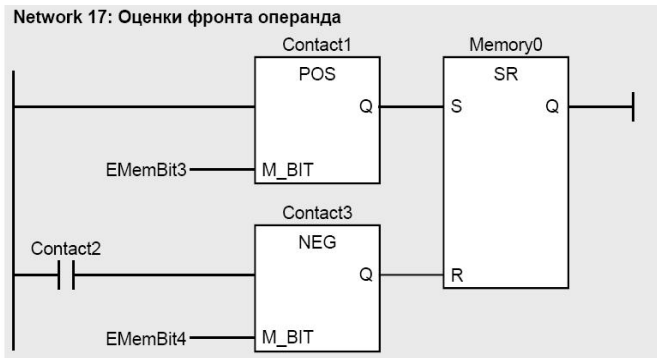 Network 17: Оценки фронта операнда
Contact1
Memory0
POS
SR
Q
S
Q
EMemBit3
M_BIT
Contact3
Contact2
NEG
Q
R
EMemBit4
M_BIT